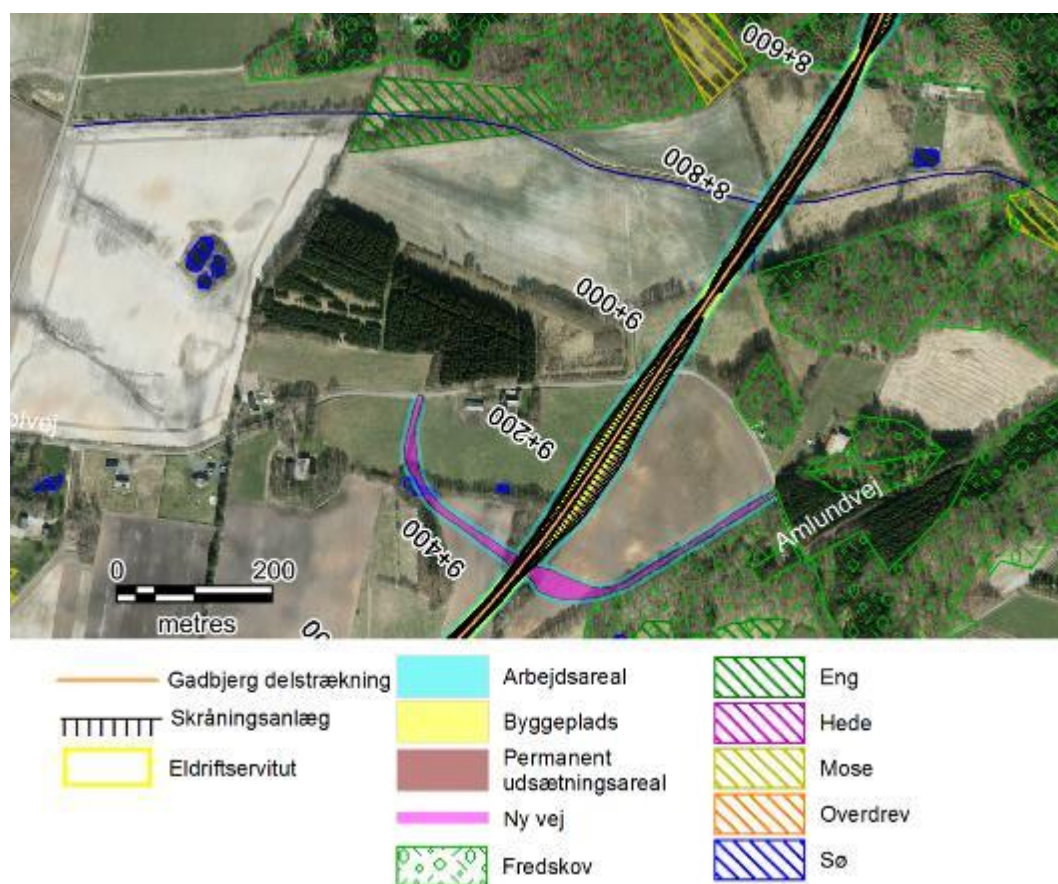 8+600
8+800
9+000
9+200
9+400
ølvej
Amlundvej
0 200
metres
Gadbjerg delstrækning
Skråningsanlæg
Eldriftservitut
Arbejdsareal
Byggeplads
Permanent
udsætningsareal
Ny vej
Fredskov
Eng
Hede
Mose
Overdrev
Sø